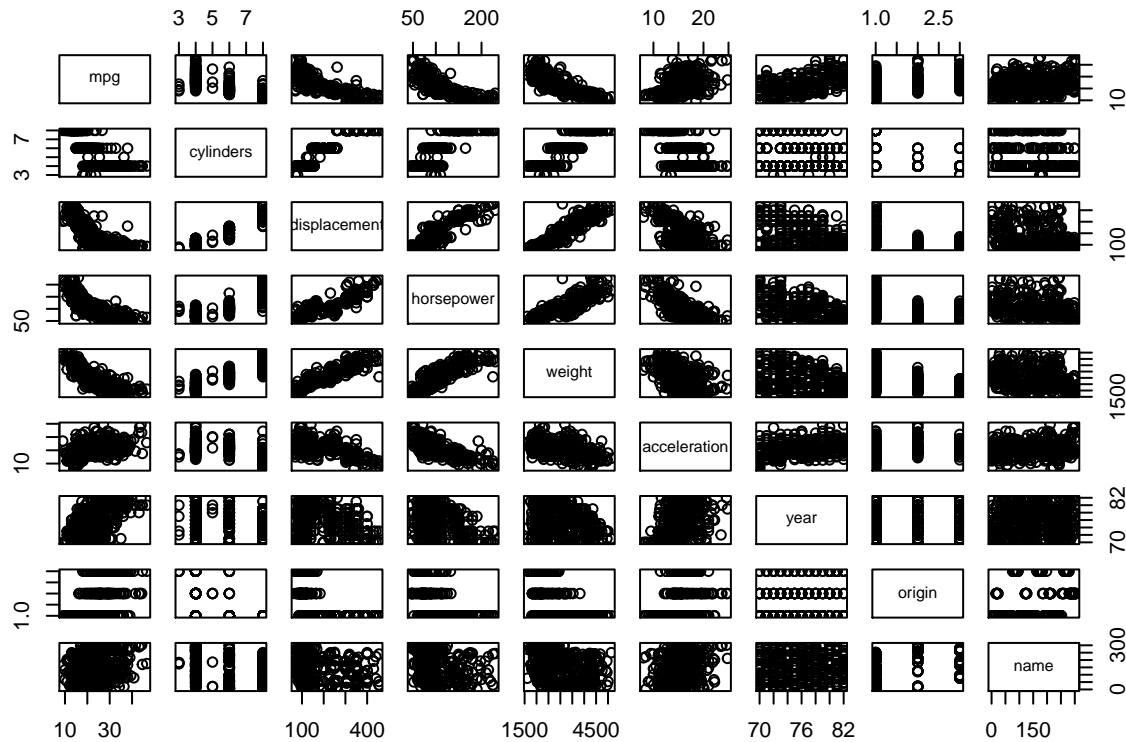 3 5 7 50 200 10 20 1.0 2.5
mpg
10
3 7
cylinders
displacement
100
50
horsepower
weight
1500
10
acceleration
year
70 82
1.0
origin
0 300
name
10 30 100 400 1500 4500 70 76 82 0 150